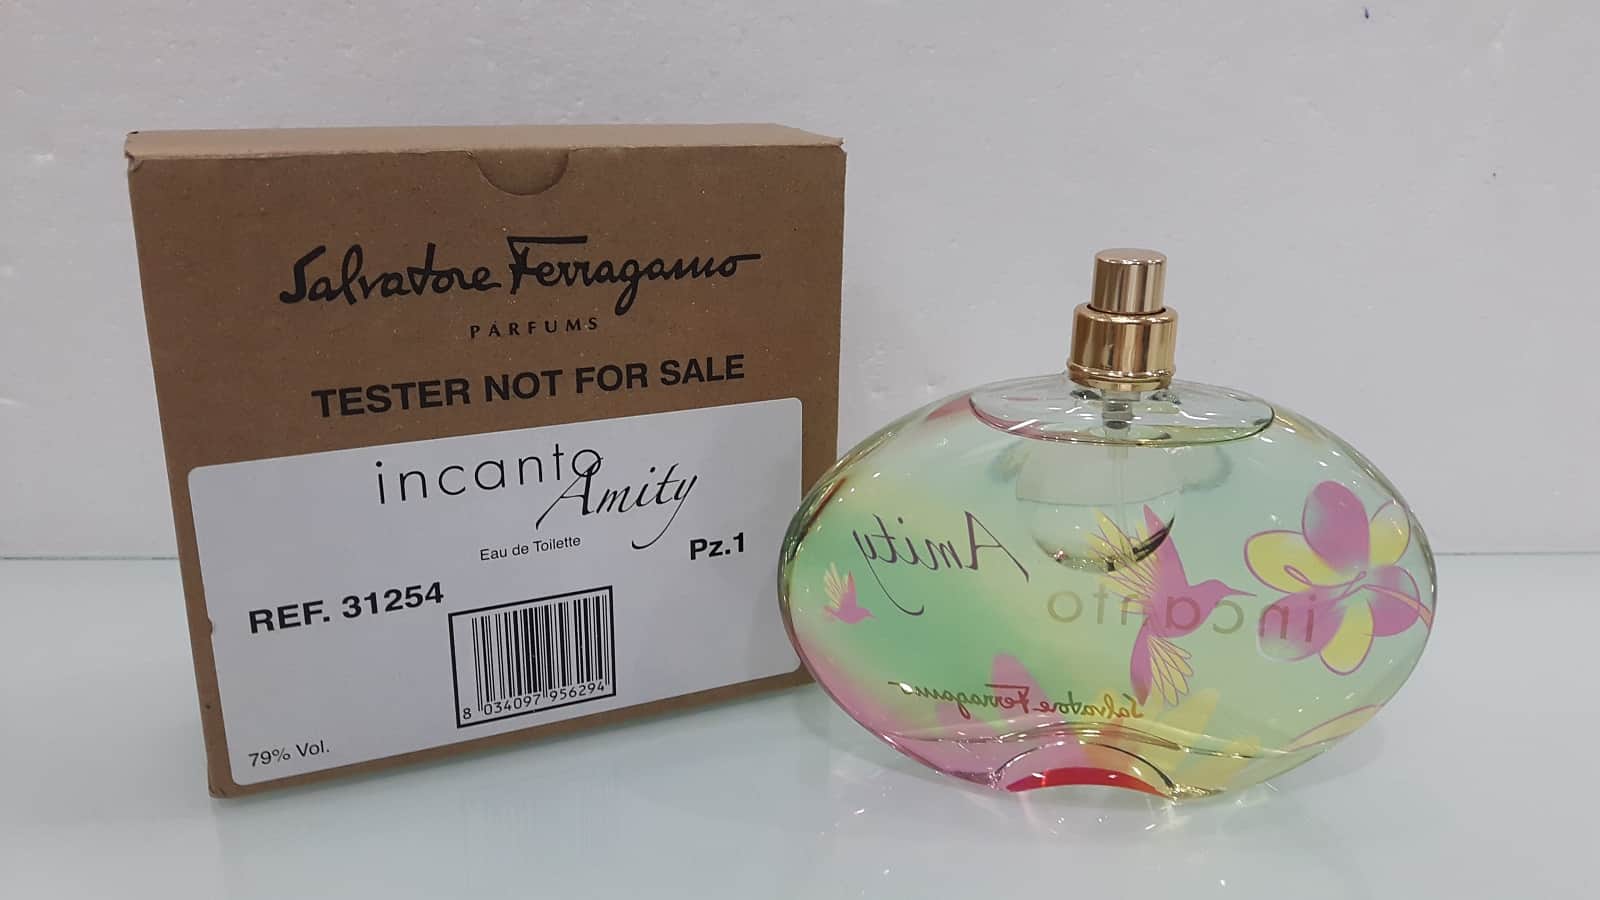 Salvatore Ferragamo
PARFUMS
TESTER NOT FOR SALE
incanto
Amity
Eau de Toilette
Pz.1
REF. 31254
8 034097 956294
79% Vol.
Amity
incanto
Salvatore Ferragamo